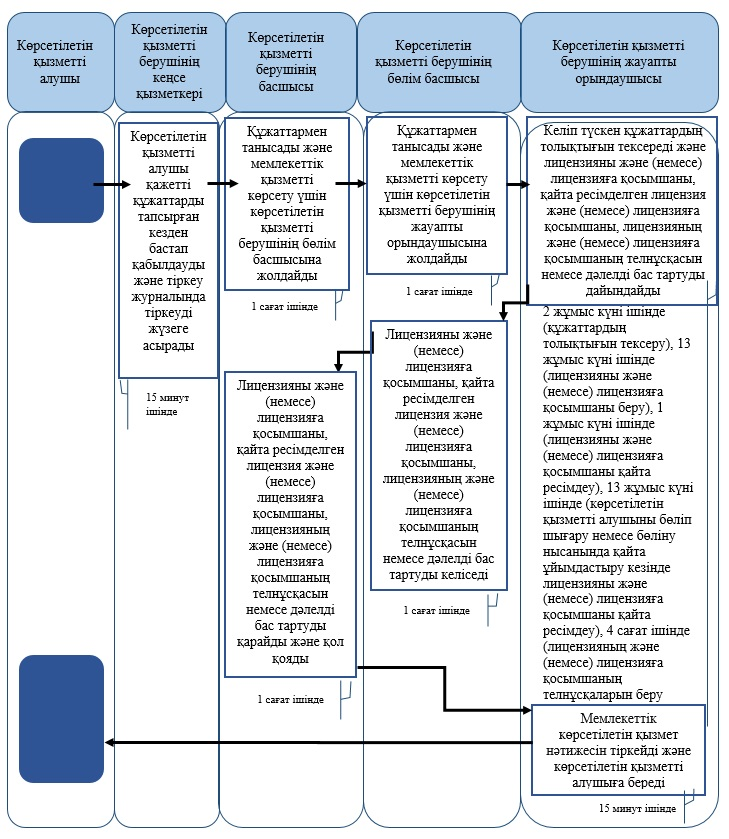 Көрсетілетін
қызметті
алушы
Көрсетілетін
қызметті
берушінің
кеңсе
қызметкері
Көрсетілетін
қызметті
берушінің
басшысы
Көрсетілетін
қызметті берушінің
бөлім басшысы
Көрсетілетін қызметті
берушінің жауапты
орындаушысы
Көрсетілетін
қызметті
алушы
қажетті
құжаттарды
тапсырған
кезден
бастап
қабылдауды
және тіркеу
журналында
тіркеуді
жүзеге
асырады
15 минут
ішінде
Құжаттармен
танысады және
мемлекеттік
қызметті
көрсету үшін
көрсетілетін
қызметті
берушінің бөлім
басшысына
жолдайды
1 сағат ішінде
Құжаттармен
танысады және
мемлекеттік
қызметті көрсету
үшін көрсетілетін
қызметті берушінің
жауапты
орындаушысына
жолдайды
1 сағат ішінде
Келіп түскен құжаттардың
толықтығын тексереді және
лицензияны және (немесе)
лицензияға қосымшаны,
қайта ресімделген лицензия
және (немесе) лицензияға
қосымшаны, лицензияның
және (немесе) лицензияға
қосымшаның телнұсқасын
немесе дәлелді бас тартуды
дайындайды
2 жұмыс күні ішінде
(құжаттардың
толықтығын тексеру), 13
жұмыс күні ішінде
(лицензияны және
(немесе) лицензияға
қосымшаны беру), 1
жұмыс күні ішінде
(лицензияны және
(немесе) лицензияға
қосымшаны қайта
ресімдеу), 13 жұмыс күні
ішінде (көрсетілетін
қызметті алушыны бөліп
шығару немесе бөліну
нысанында қайта
ұйымдастыру кезінде
лицензияны және
(немесе) лицензияға
қосымшаны қайта
ресімдеу), 4 сағат ішінде
(лицензияның және
(немесе) лицензияға
қосымшаның
телнұсқаларын беру
Лицензияны және
(немесе)
лицензияға
қосымшаны, қайта
ресімделген
лицензия және
(немесе)
лицензияға
қосымшаны,
лицензияның және
(немесе)
лицензияға
қосымшаның
телнұсқасын
немесе дәлелді бас
тартуды келіседі
1 сағат ішінде
Лицензияны және
(немесе)
лицензияға
қосымшаны,
қайта ресімделген
лицензия және
(немесе)
лицензияға
қосымшаны,
лицензияның
және (немесе)
лицензияға
қосымшаның
телнұсқасын
немесе дәлелді
бас тартуды
қарайды және қол
қояды
1 сағат ішінде
Мемлекеттік
көрсетілетін қызмет
нәтижесін тіркейді және
көрсетілетін қызметті
алушыға береді
15 минут ішінде